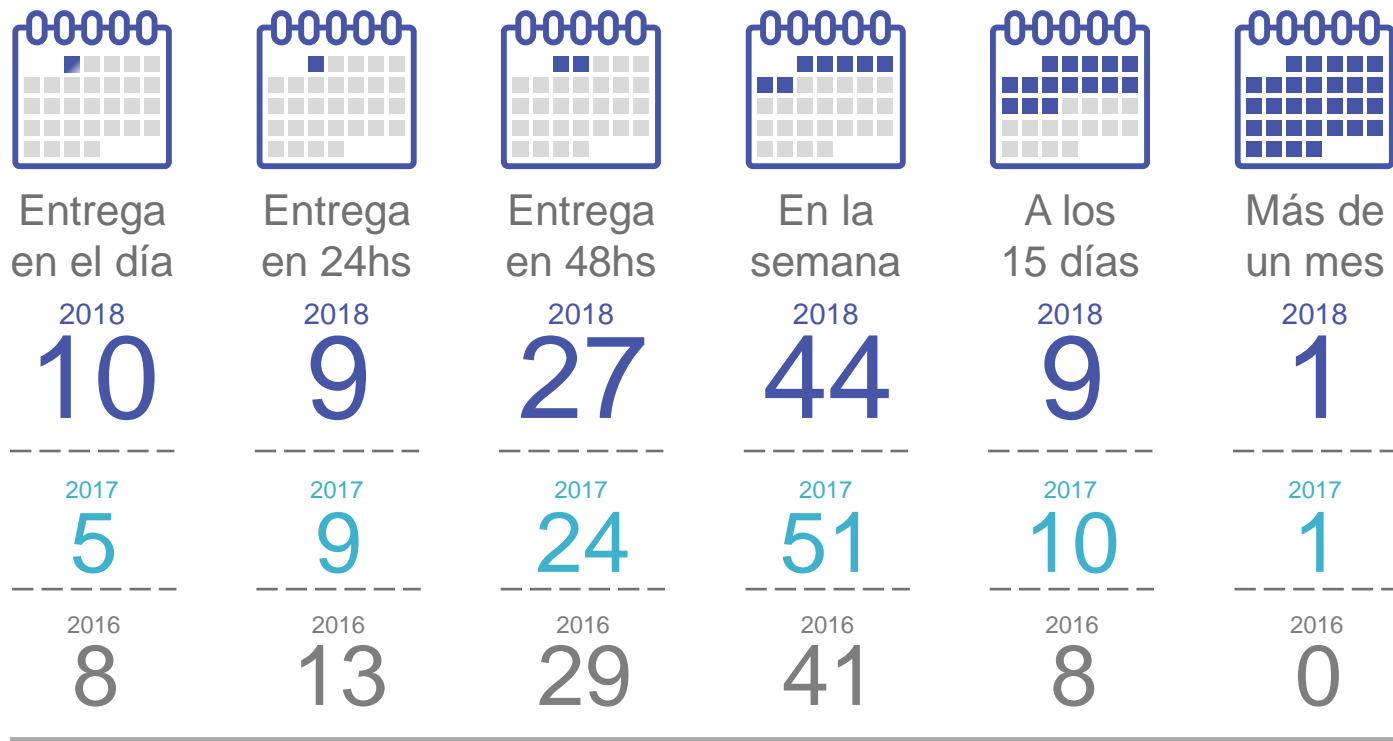 Entrega
en el día
Entrega
en 24hs
Entrega
en 48hs
En la
semana
A los
15 días
Más de
un mes
2018 2018 2018 2018 2018 2018
10 9 27 44 9 1
2017 2017 2017 2017 2017 2017
5 9 24 51 10 1
2016 2016 2016 2016 2016 2016
8 13 29 41 8 0